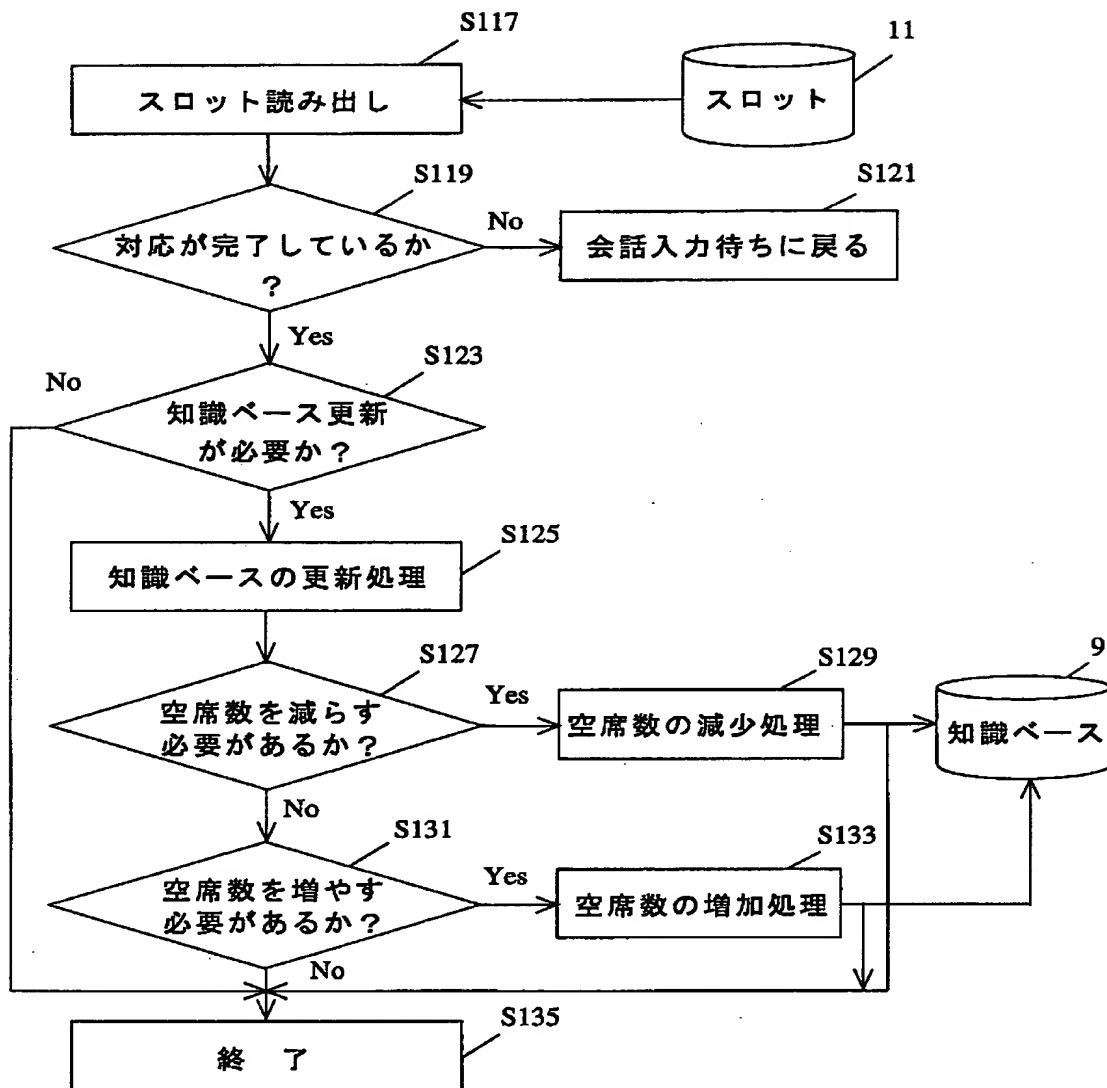 S117
スロット読み出し
11
スロット
S119
対応が完了しているか
?
No
S121
会話入力待ちに戻る
Yes
S123
No
知識ベース更新
が必要か?
Yes
S125
知識ベースの更新処理
S127
空席数を減らす
必要があるか?
Yes
S129
空席数の減少処理
9
知識ベース
No
S131
空席数を増やす
必要があるか?
Yes
S133
空席数の増加処理
No
S135
終 了